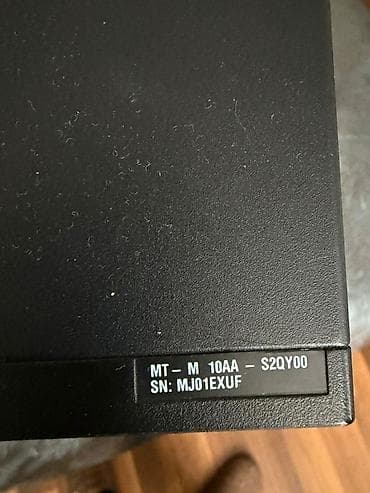 MT- M 10AA - S2QY00
SN: MJ01EXUF